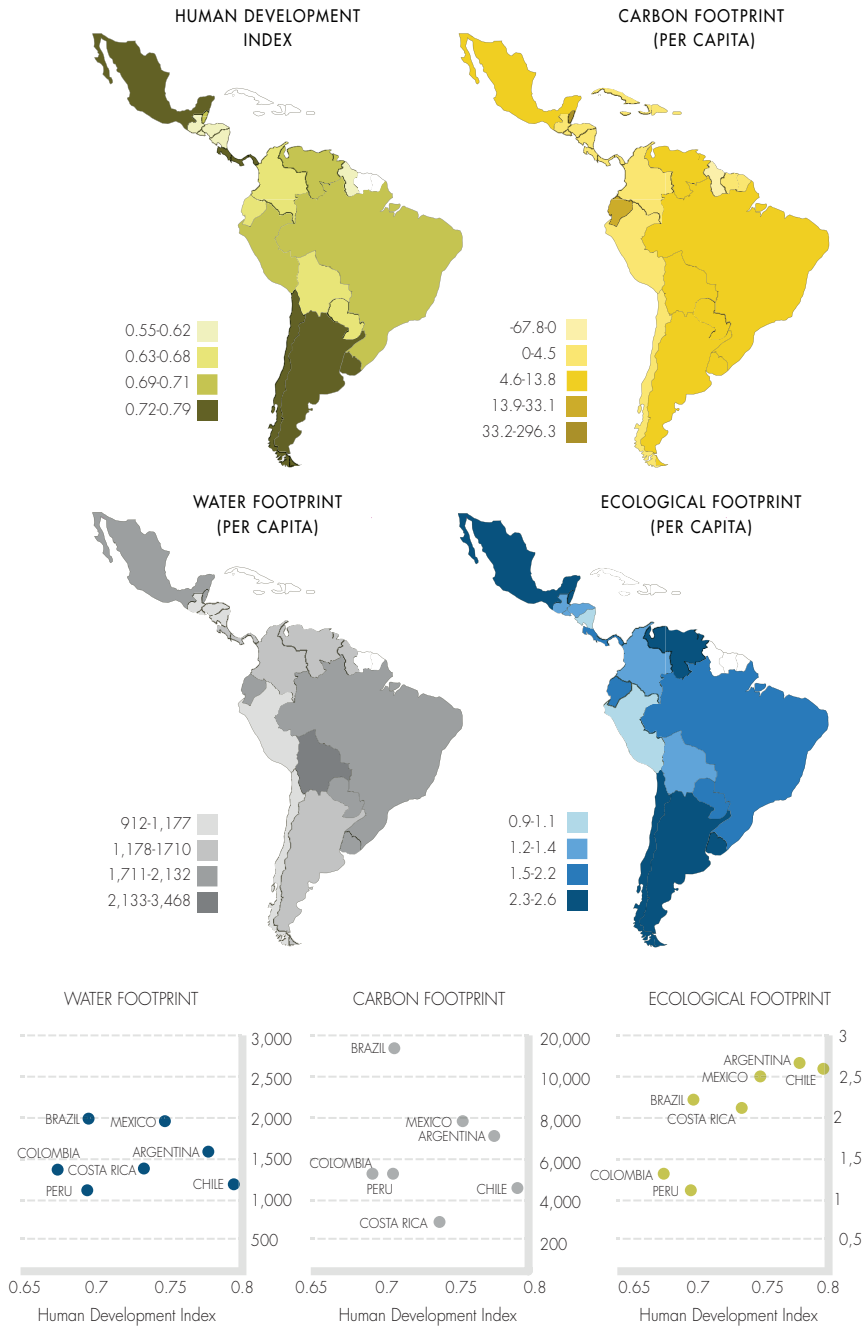 HUMAN DEVELOPMENT
INDEX
0.55-0.62
0.63-0.68
0.69-0.71
0.72-0.79
CARBON FOOTPRINT
(PER CAPITA)
-67.8-0
0-4.5
4.6-13.8
13.9-33.1
33.2-296.3
WATER FOOTPRINT
(PER CAPITA)
912-1,177
1,178-1710
1,711-2,132
2,133-3,468
ECOLOGICAL FOOTPRINT
(PER CAPITA)
0.9-1.1
1.2-1.4
1.5-2.2
2.3-2.6
WATER FOOTPRINT
3,000
2,500
2,000
1,500
1,000
500
BRAZIL
MEXICO
COLOMBIA
COSTA RICA
ARGENTINA
PERU
CHILE
0.65
0.7
0.75
Human Development Index
CARBON FOOTPRINT
20,000
10,000
8,000
6,000
4,000
200
BRAZIL
MEXICO
ARGENTINA
COLOMBIA
PERU
CHILE
COSTA RICA
0.65
0.7
0.75
0.8
Human Development Index
ECOLOGICAL FOOTPRINT
3
2,5
2
1,5
1
0,5
ARGENTINA
MEXICO
CHILE
BRAZIL
COSTA RICA
COLOMBIA
PERU
0.65
0.7
0.75
0.8
Human Development Index